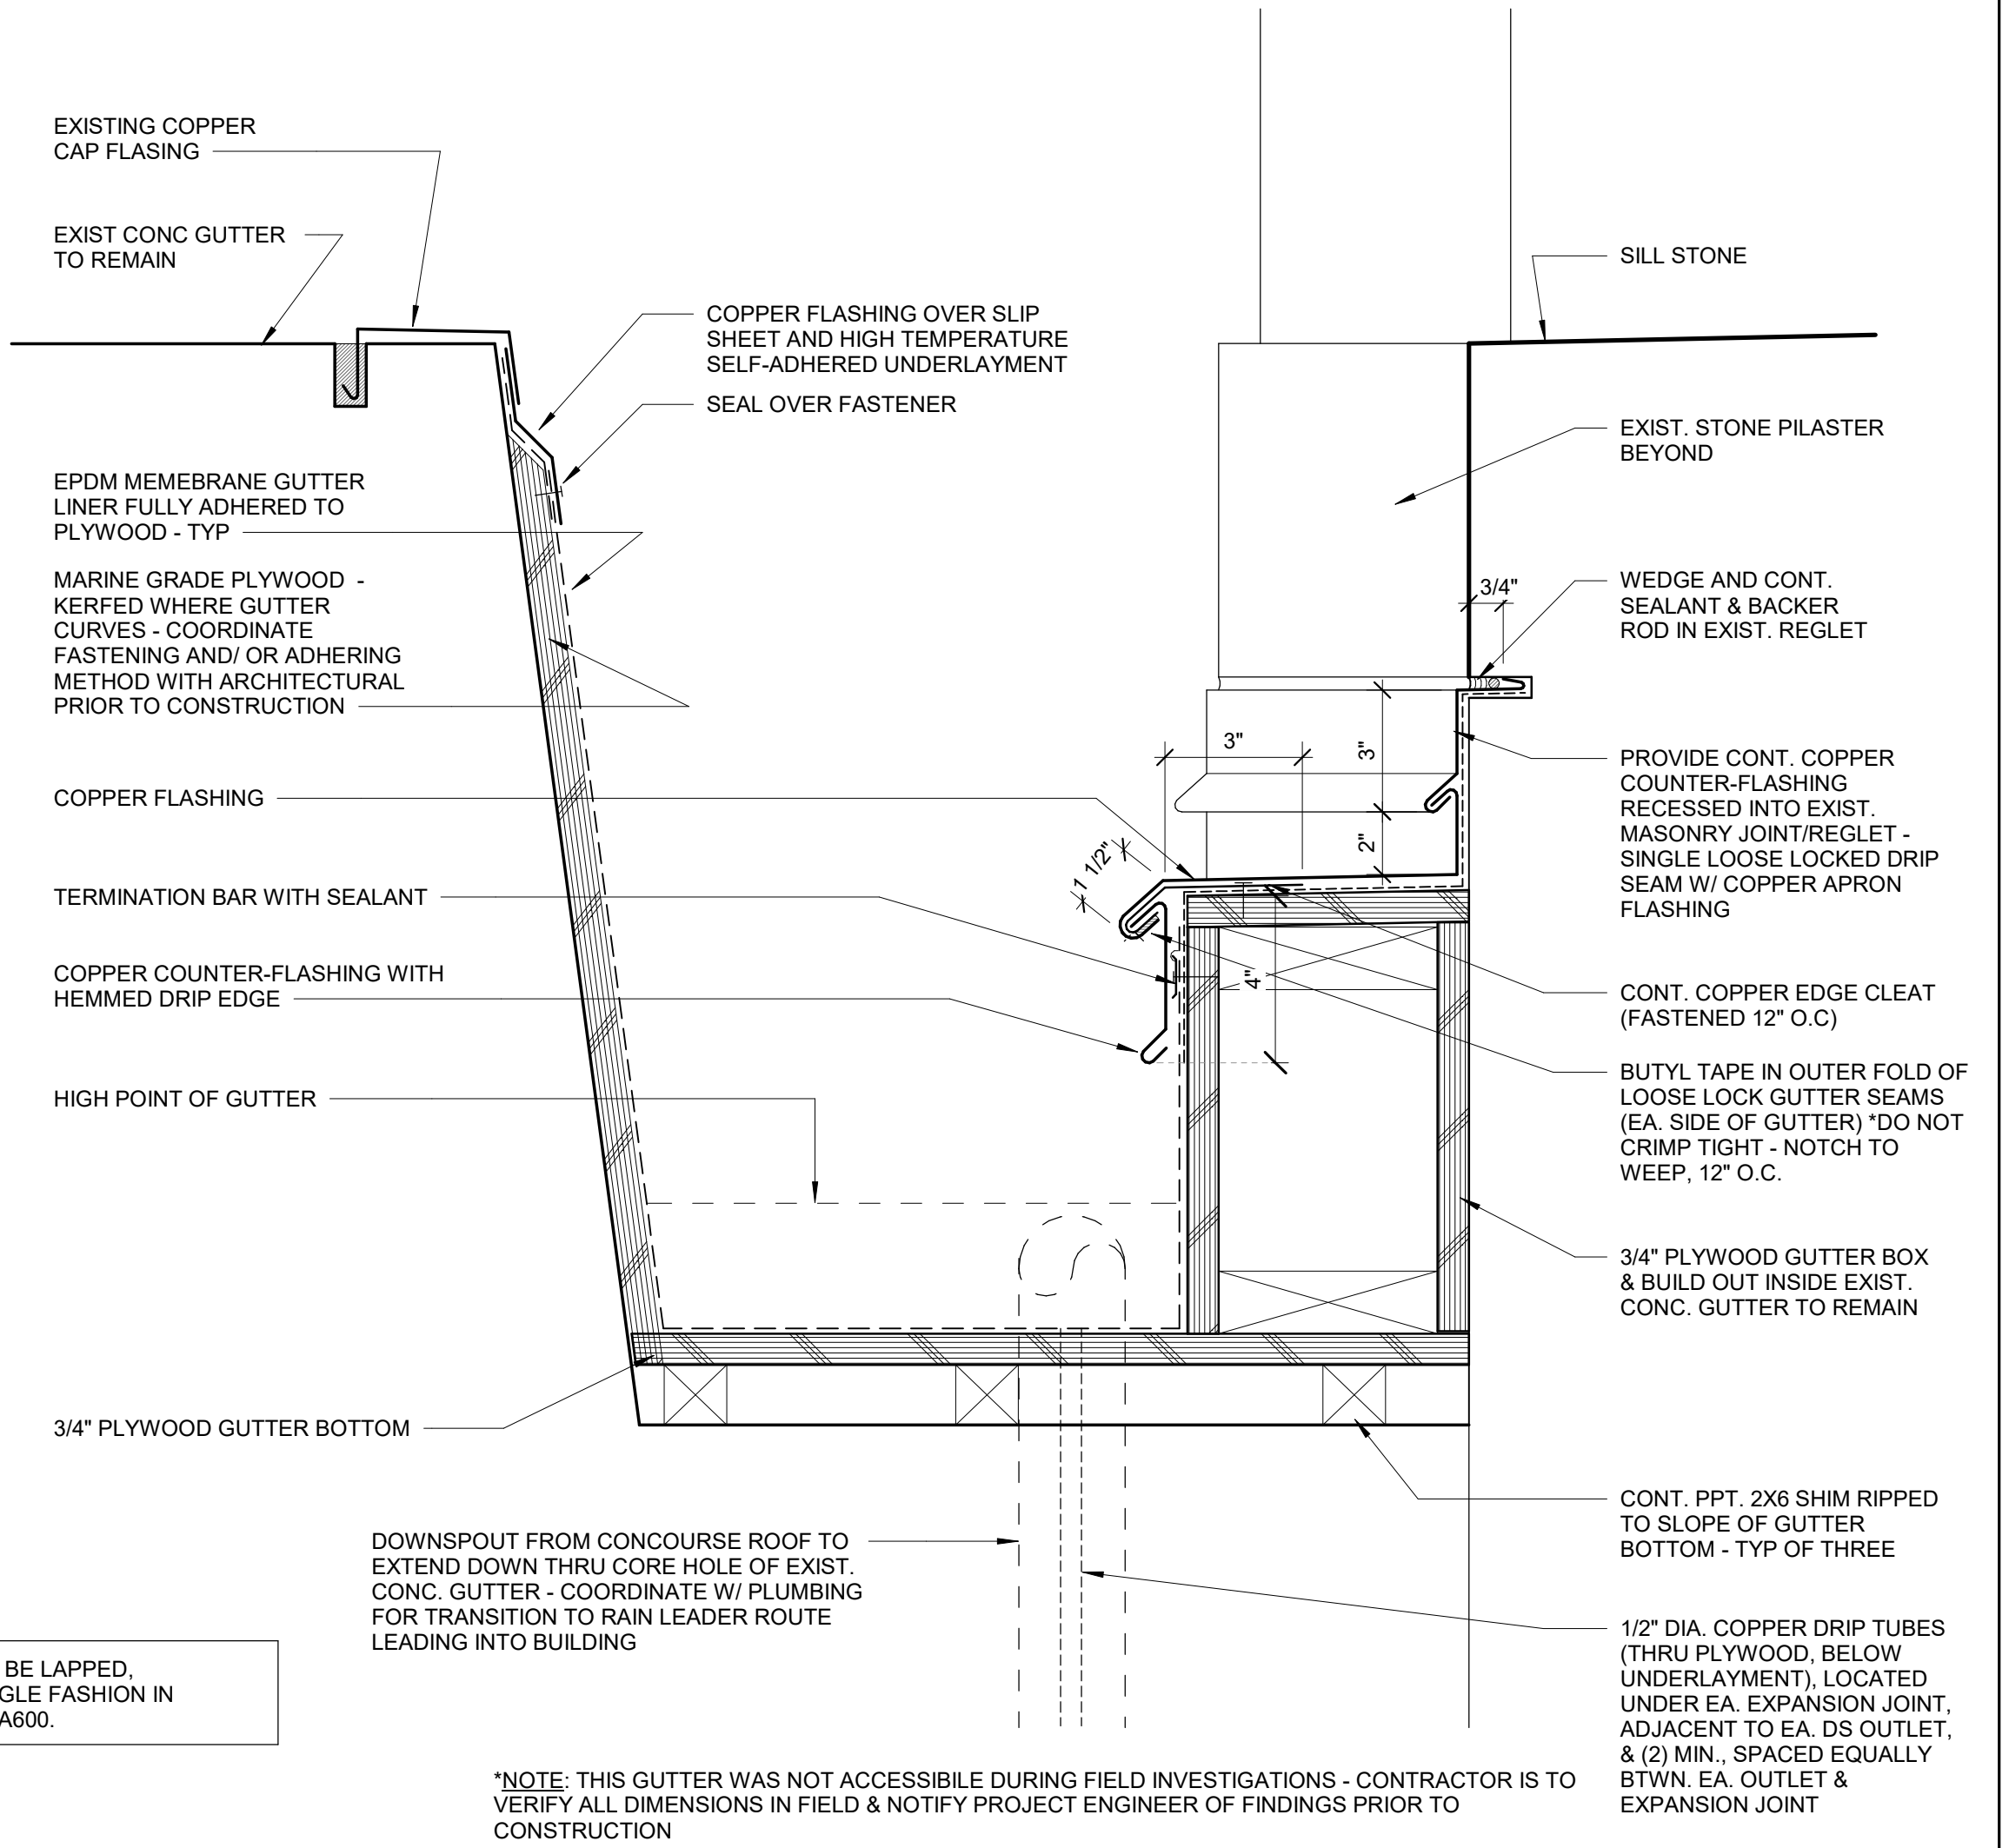 EXISTING COPPER
CAP FLASING
EXIST CONC GUTTER
TO REMAIN
COPPER FLASHING OVER SLIP
SHEET AND HIGH TEMPERATURE
SELF-ADHERED UNDERLAYMENT
SEAL OVER FASTENER
EPDM MEMEBRANE GUTTER
LINER FULLY ADHERED TO
PLYWOOD - TYP
MARINE GRADE PLYWOOD -
KERFED WHERE GUTTER
CURVES - COORDINATE
FASTENING AND/ OR ADHERING
METHOD WITH ARCHITECTURAL
PRIOR TO CONSTRUCTION
COPPER FLASHING
TERMINATION BAR WITH SEALANT
COPPER COUNTER-FLASHING WITH
HEMMED DRIP EDGE
HIGH POINT OF GUTTER
3/4" PLYWOOD GUTTER BOTTOM
DOWNSPOUT FROM CONCOURSE ROOF TO
EXTEND DOWN THRU CORE HOLE OF EXIST.
CONC. GUTTER - COORDINATE W/ PLUMBING
FOR TRANSITION TO RAIN LEADER ROUTE
LEADING INTO BUILDING
BE LAPPED,
GLE FASHION IN
A600.
3/4"
3"
3"
2"
1 1/2"
4"
SILL STONE
EXIST. STONE PILASTER
BEYOND
WEDGE AND CONT.
SEALANT & BACKER
ROD IN EXIST. REGLET
PROVIDE CONT. COPPER
COUNTER-FLASHING
RECESSED INTO EXIST.
MASONRY JOINT/REGLET -
SINGLE LOOSE LOCKED DRIP
SEAM W/ COPPER APRON
FLASHING
CONT. COPPER EDGE CLEAT
(FASTENED 12" O.C)
BUTYL TAPE IN OUTER FOLD OF
LOOSE LOCK GUTTER SEAMS
(EA. SIDE OF GUTTER) *DO NOT
CRIMP TIGHT - NOTCH TO
WEEP, 12" O.C.
3/4" PLYWOOD GUTTER BOX
& BUILD OUT INSIDE EXIST.
CONC. GUTTER TO REMAIN
CONT. PPT. 2X6 SHIM RIPPED
TO SLOPE OF GUTTER
BOTTOM - TYP OF THREE
1/2" DIA. COPPER DRIP TUBES
(THRU PLYWOOD, BELOW
UNDERLAYMENT), LOCATED
UNDER EA. EXPANSION JOINT,
ADJACENT TO EA. DS OUTLET,
& (2) MIN., SPACED EQUALLY
BTWN. EA. OUTLET &
EXPANSION JOINT
*NOTE: THIS GUTTER WAS NOT ACCESSIBILE DURING FIELD INVESTIGATIONS - CONTRACTOR IS TO
VERIFY ALL DIMENSIONS IN FIELD & NOTIFY PROJECT ENGINEER OF FINDINGS PRIOR TO
CONSTRUCTION